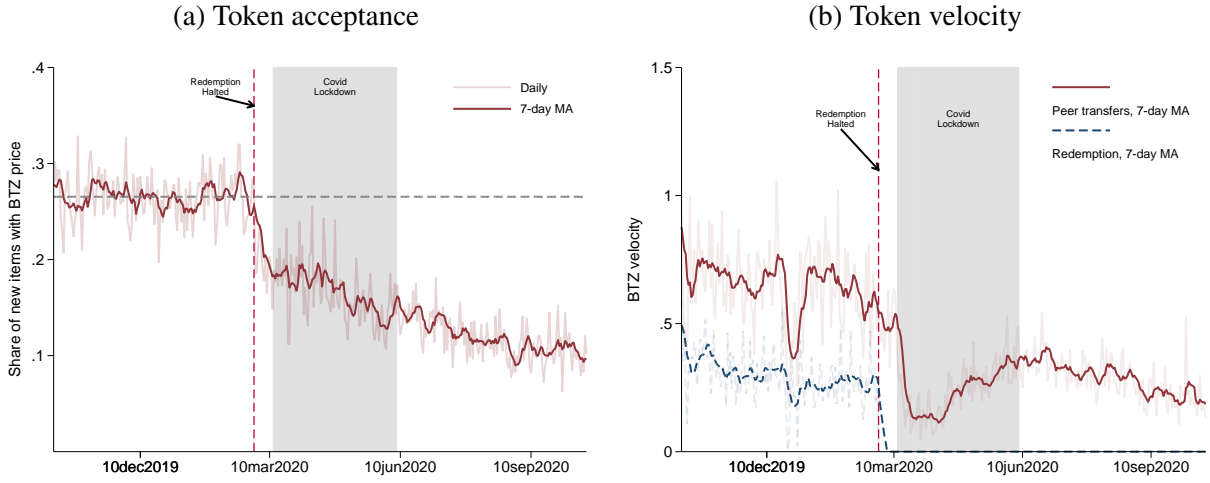 (a) Token acceptance
.4
.3
.2
.1
Share of new items with BTZ price
Redemption
Halted
Covid
Lockdown
Daily
7-day MA
10dec2019
10mar2020
10jun2020
10sep2020
(b) Token velocity
1.5
1
.5
0
BTZ velocity
Redemption
Halted
Covid
Lockdown
Peer transfers, 7-day MA
Redemption, 7-day MA
10dec2019
10mar2020
10jun2020
10sep2020